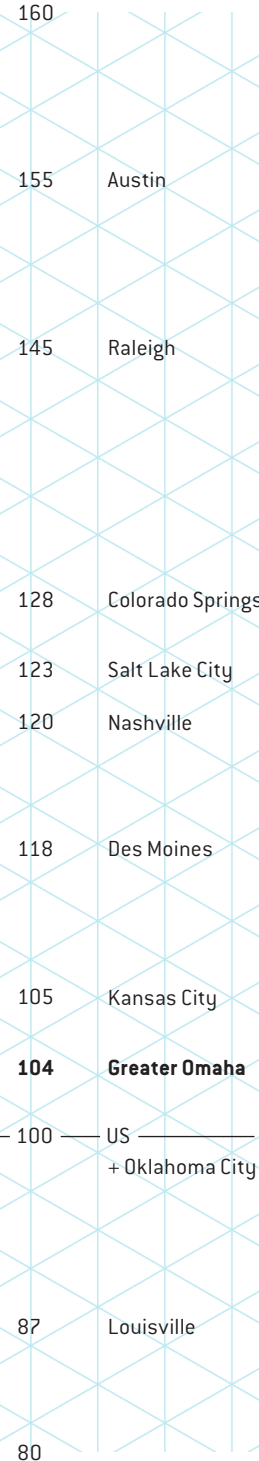 160
155 Austin
145 Raleigh
128 Colorado Springs
123 Salt Lake City
120 Nashville
118 Des Moines
105 Kansas City
104 Greater Omaha
100 US
+ Oklahoma City
87 Louisville
80